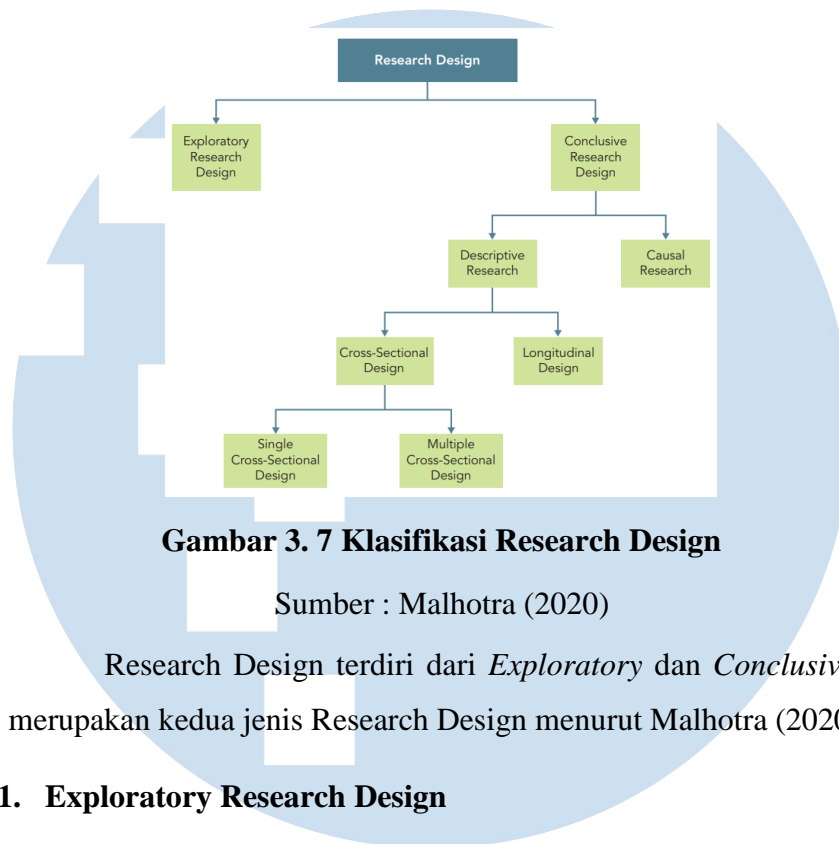 Research Design
Exploratory
Research
Design
Conclusive
Research
Design
Descriptive
Research
Causal
Research
Cross-Sectional
Design
Longitudinal
Design
Single
Cross-Sectional
Design
Multiple
Cross-Sectional
Design
Gambar 3. 7 Klasifikasi Research Design
Sumber : Malhotra (2020)
Research Design terdiri dari Exploratory dan Conclusiv
merupakan kedua jenis Research Design menurut Malhotra (202
1. Exploratory Research Design